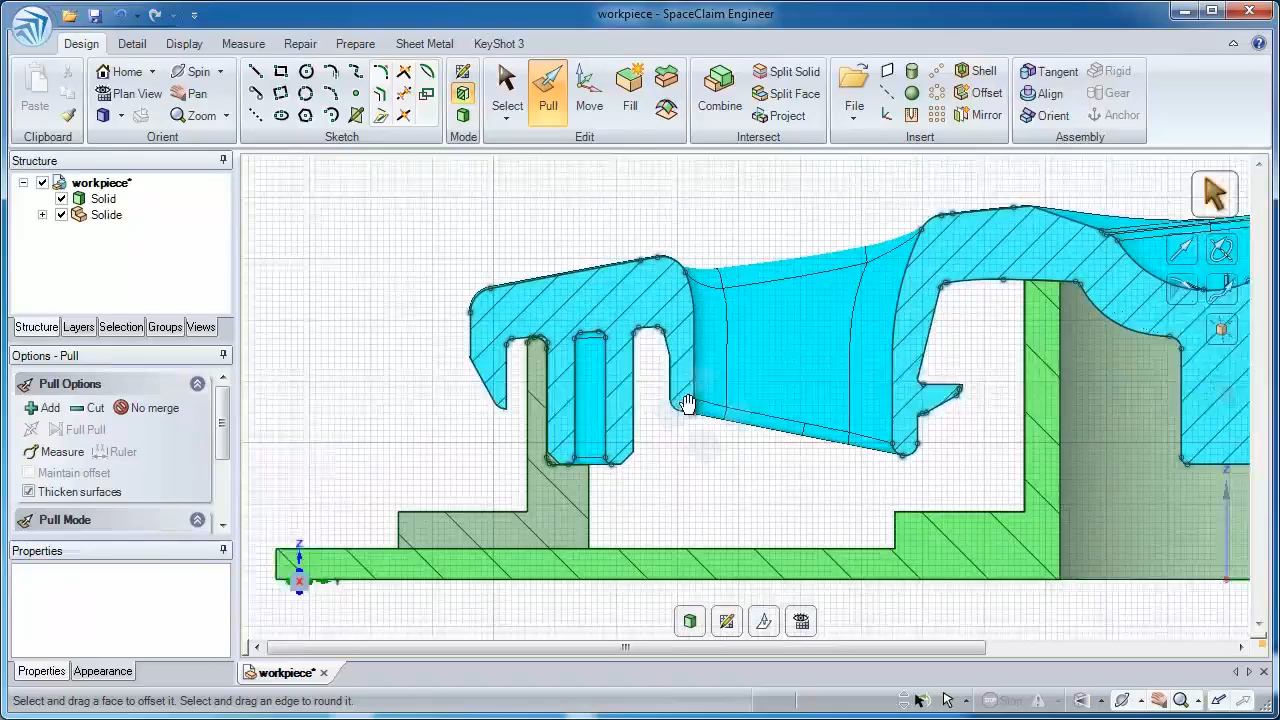 workpiece - SpaceClaim Engineer
Design Detail Display Measure Repair Prepare Assembly Sheet Metal KeyShot 3
Paste
Clipboard
Home Spin
Plan View Pan
Zoom
Orient
Sketch
Mode
Select Pull Move Fill
Edit
Combine
Split Solid
Split Face
Project
Intersect
File
Shell
Offset
Mirror
Insert
Tangent Rigid
Align Gear
Orient Anchor
Assembly
Structure
workpiece*
Solid
Solide
Structure Layers Selection Groups Views
Options - Pull
Pull Options
Add Cut No merge
Full Pull
Measure Ruler
Maintain offset
Thicken surfaces
Pull Mode
Properties
Properties Appearance
Z
X
Y
Z
workpiece*
Select and drag a face to offset it. Select and drag an edge to round it.
Stop